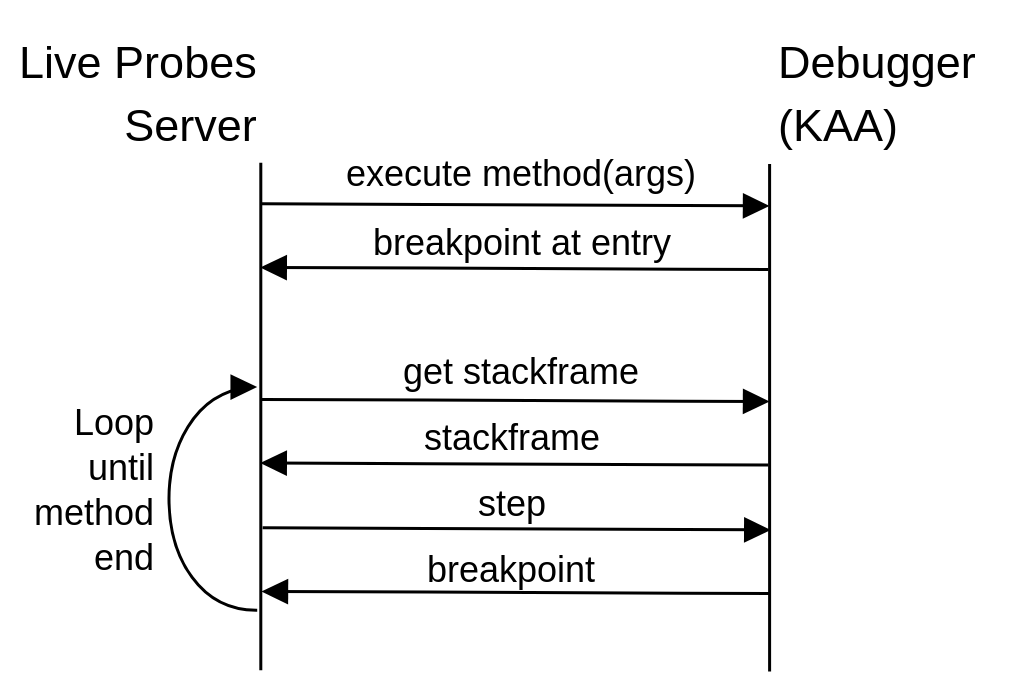 Live Probes
Server
Debugger
(KAA)
execute method(args)
breakpoint at entry
get stackframe
stackframe
step
breakpoint
Loop
until
method
end